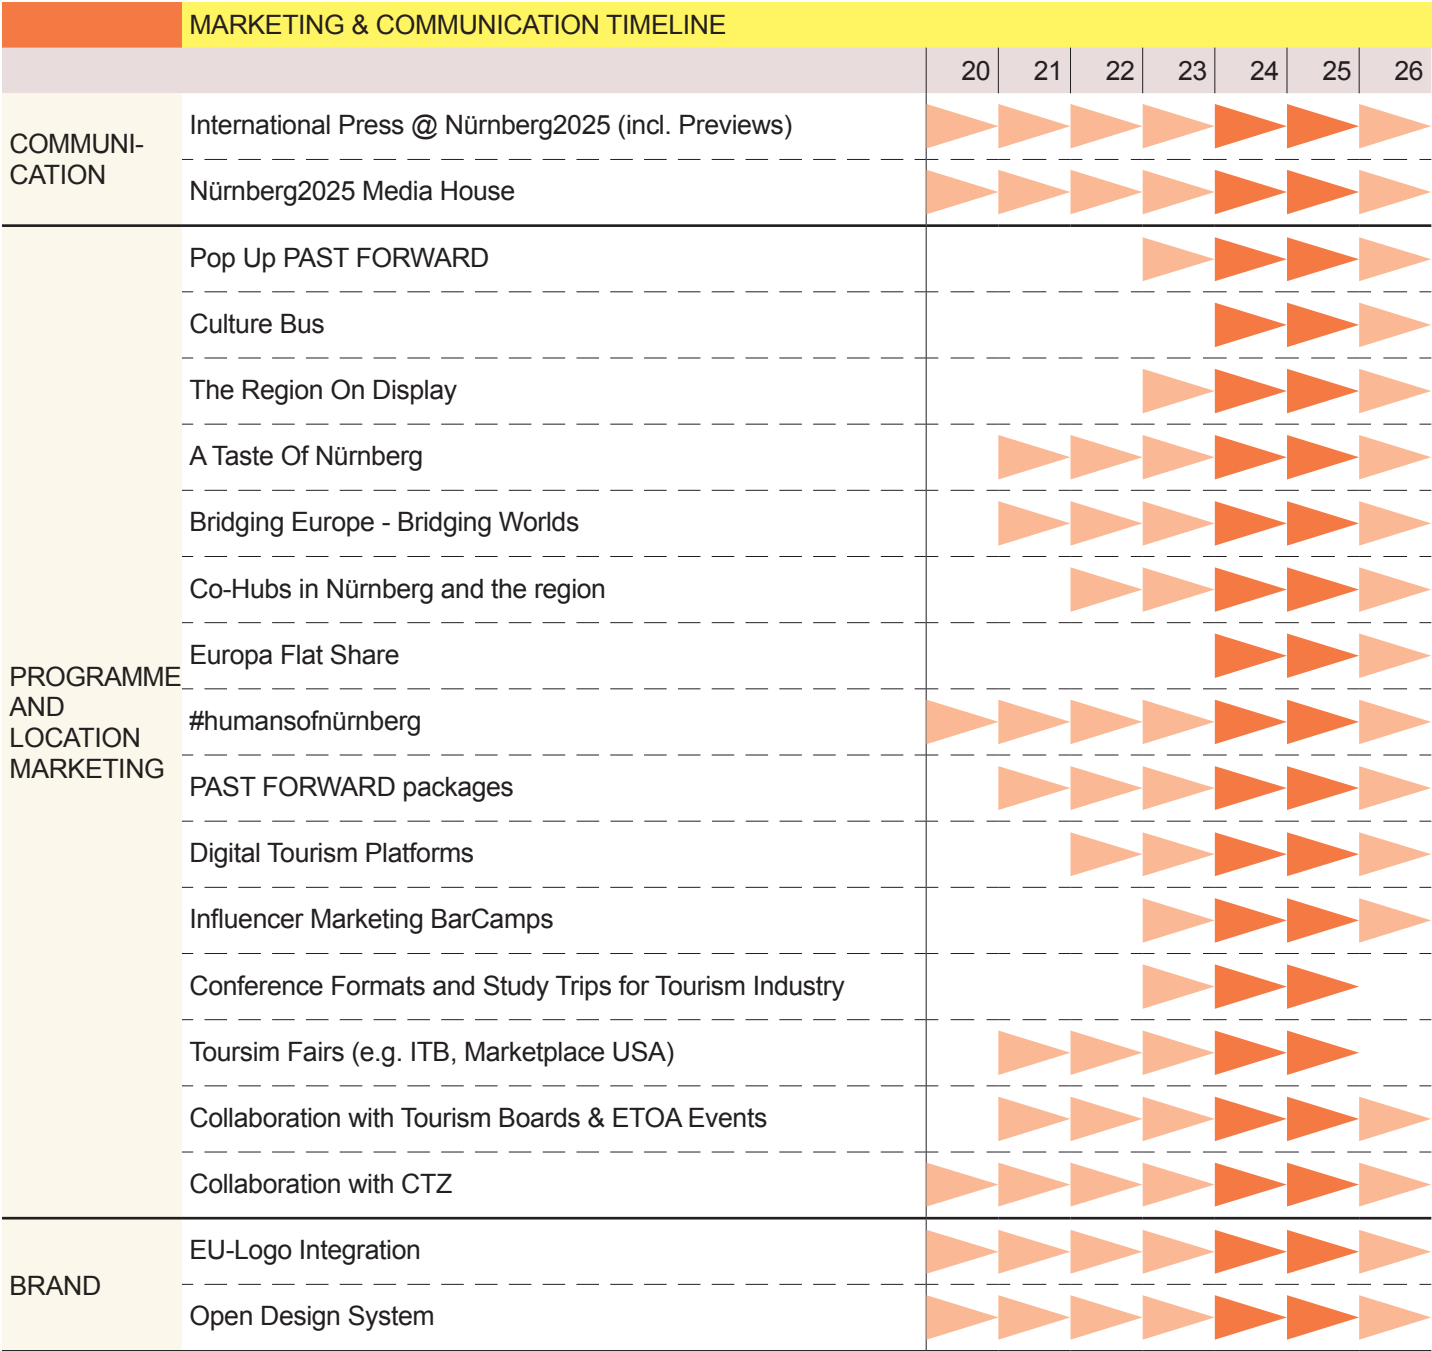 MARKETING & COMMUNICATION TIMELINE
20 21 22 23 24 25 26
COMMUNI-
CATION
International Press @ Nürnberg2025 (incl. Previews)
Nürnberg2025 Media House
PROGRAMME
AND
LOCATION
MARKETING
Pop Up PAST FORWARD
Culture Bus
The Region On Display
A Taste Of Nürnberg
Bridging Europe - Bridging Worlds
Co-Hubs in Nürnberg and the region
Europa Flat Share
#humansofnürnberg
PAST FORWARD packages
Digital Tourism Platforms
Influencer Marketing BarCamps
Conference Formats and Study Trips for Tourism Industry
Toursim Fairs (e.g. ITB, Marketplace USA)
Collaboration with Tourism Boards & ETOA Events
Collaboration with CTZ
BRAND
EU-Logo Integration
Open Design System